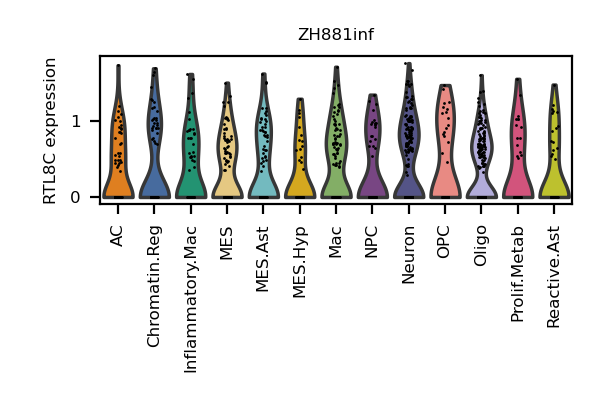 ZH881inf
RTL8C expression
1
0
AC
Chromatin.Reg
Inflammatory.Mac
MES
MES.Ast
MES.Hyp
Mac
NPC
Neuron
OPC
Oligo
Prolif.Metab
Reactive.Ast